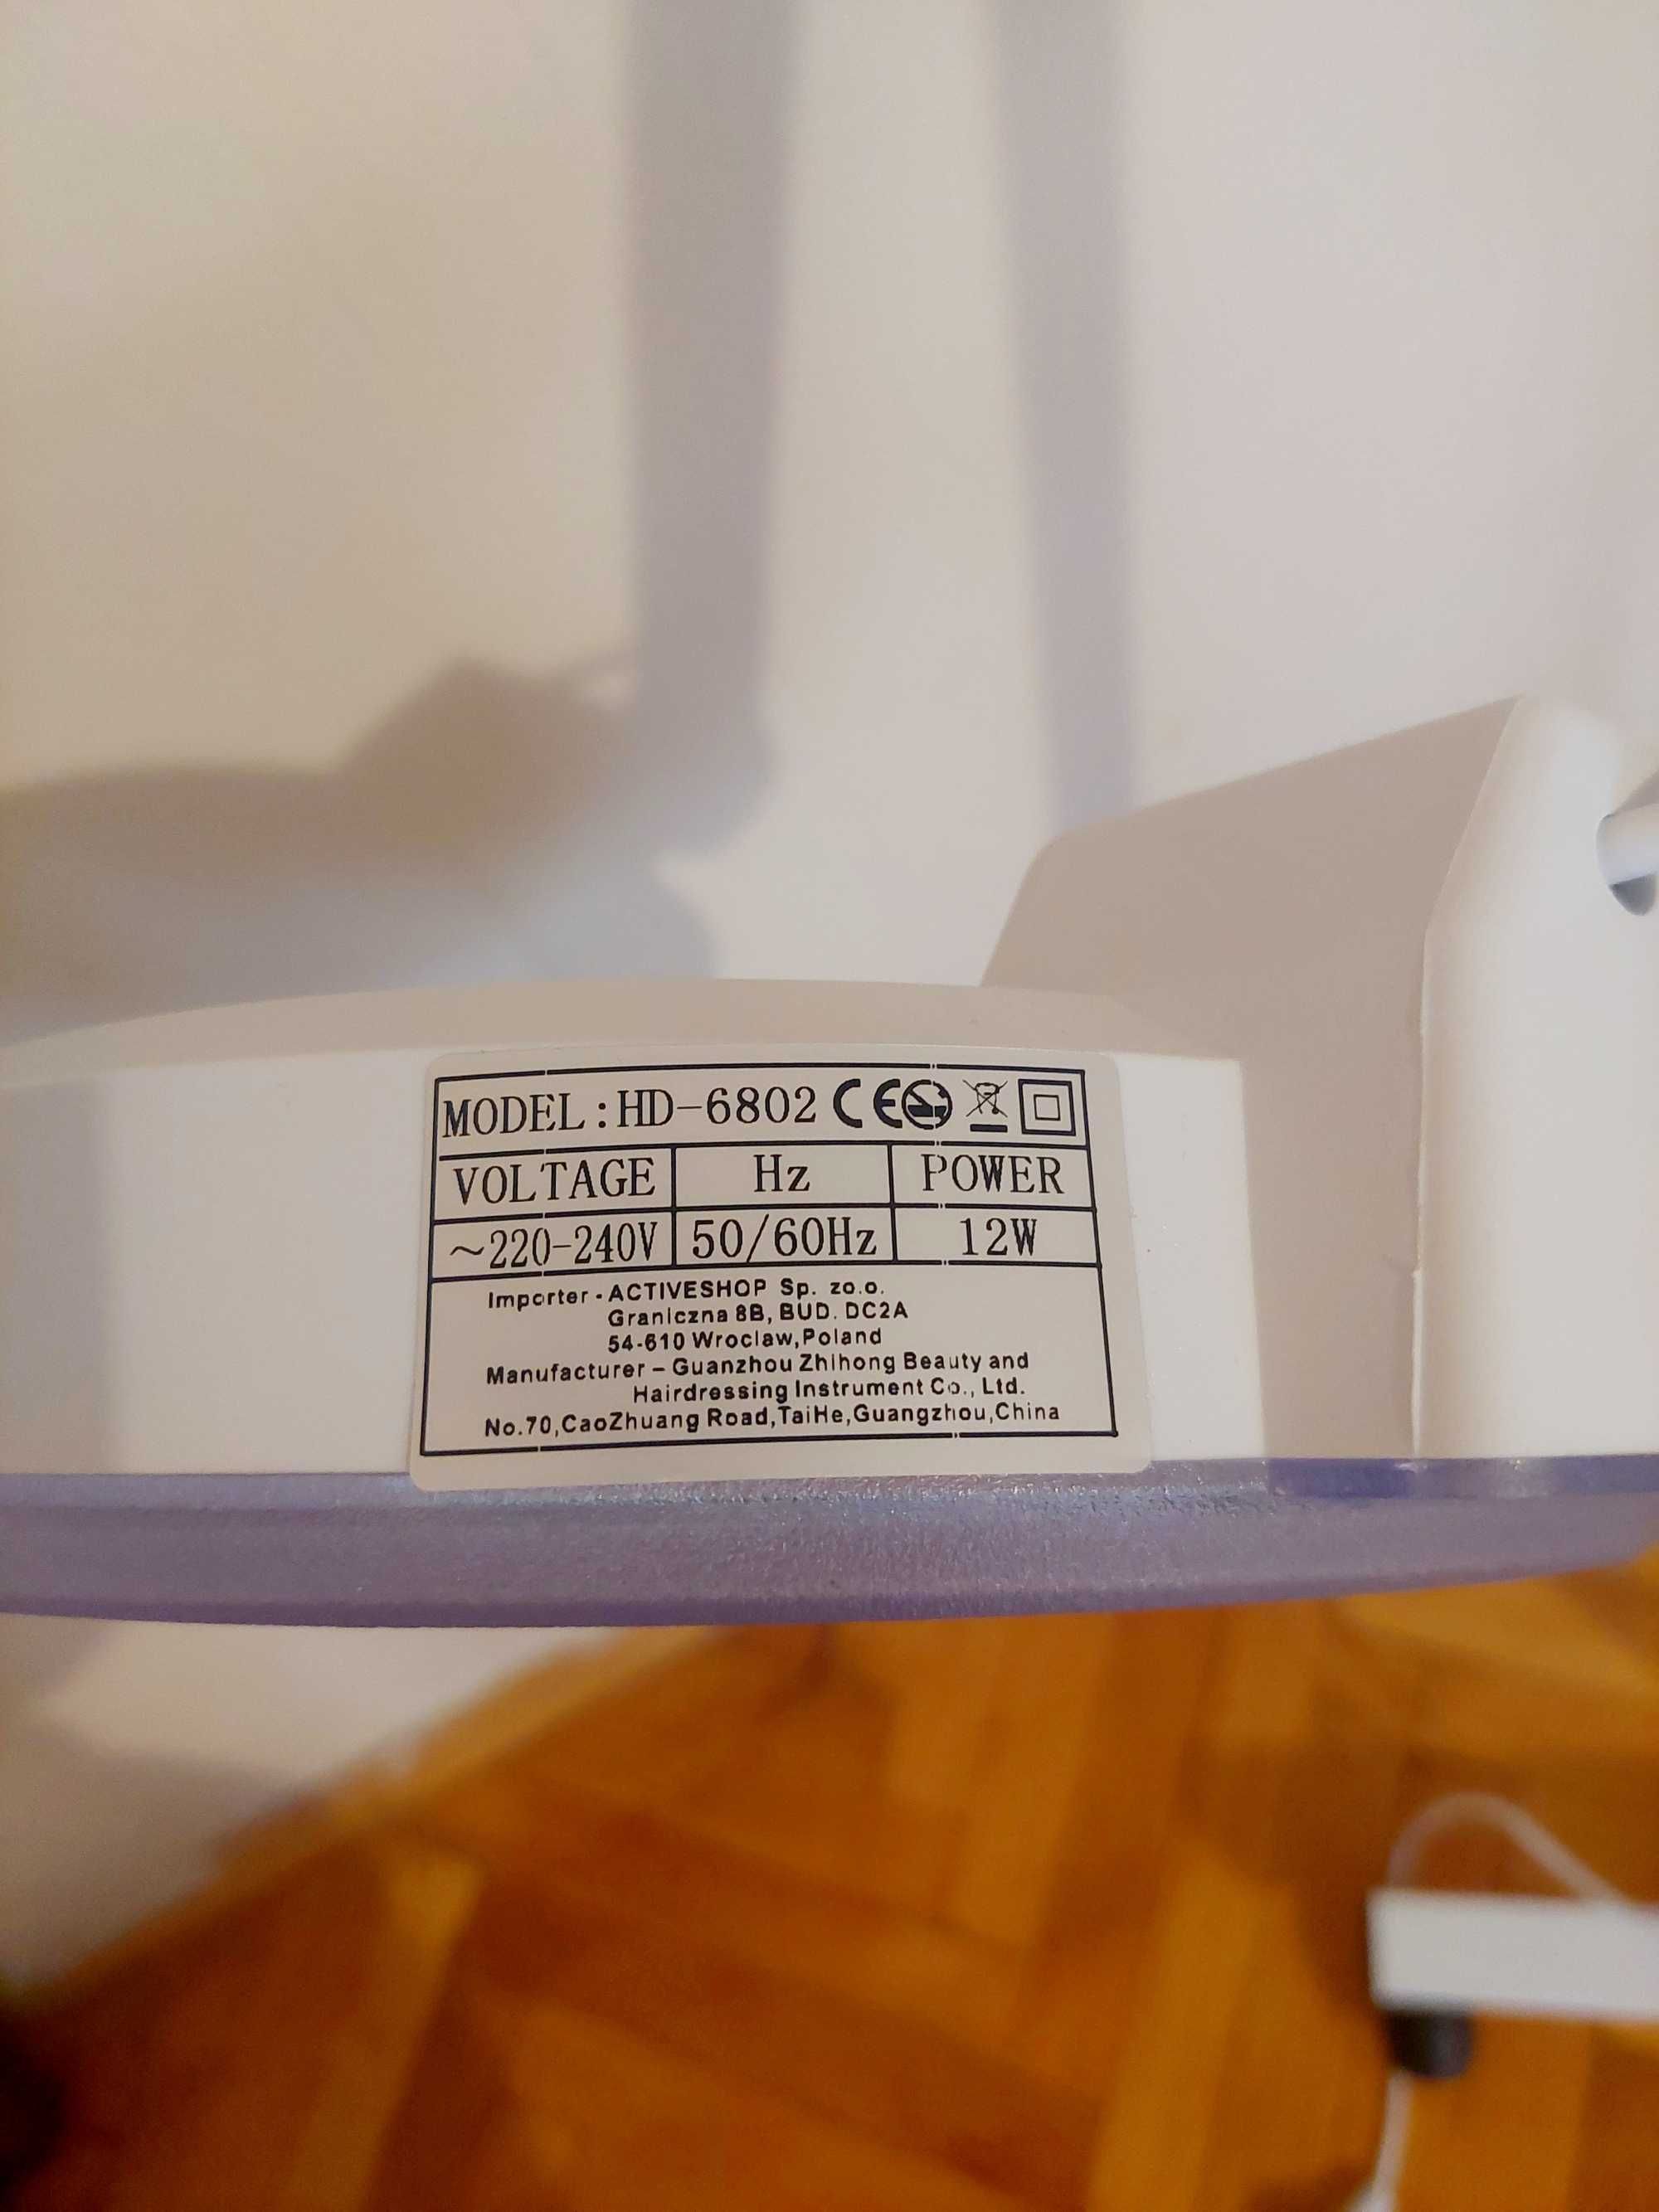 MODEL:HD-6802 CE
VOLTAGE Hz POWER
~220-240V 50/60Hz 12W
Importer - ACTIVESHOP Sp. zo.o.
Graniczna 8B, BUD. DC2A
54-610 Wroclaw,Poland
Manufacturer – Guanzhou Zhihong Beauty and
Hairdressing Instrument Co., Ltd.
No.70,CaoZhuang Road,TaiHe,Guangzhou,China